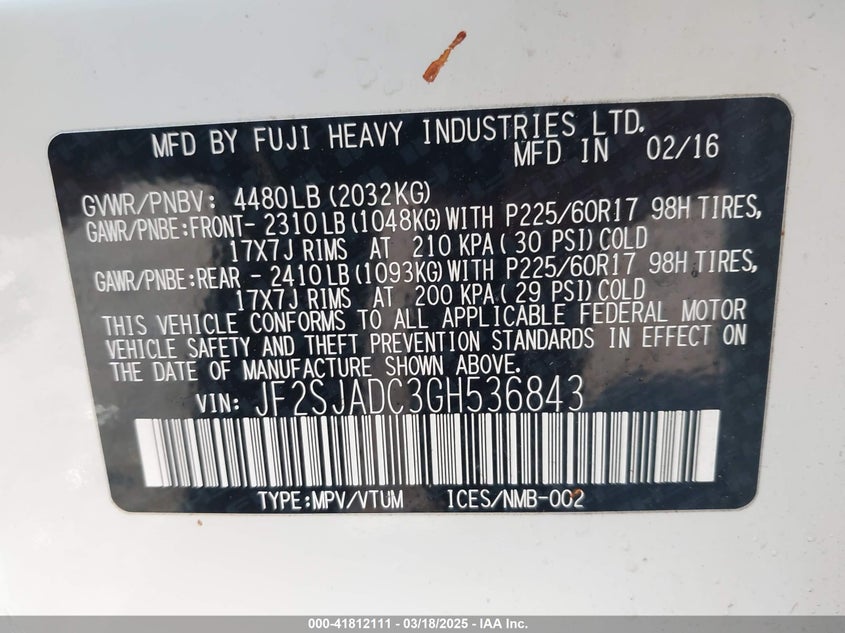 MFD BY FUJI HEAVY INDUSTRIES LTD.
MFD IN 02/16
GVWR/PNBV: 4480LB (2032KG)
GAWR/PNBE:FRONT- 2310LB (1048KG) WITH P225/60R17 98H TIRES,
17X7J RIMS AT 210 KPA ( 30 PSI) COLD
GAWR/PNBE:REAR - 2410LB (1093KG) WITH P225/60R17 98H TIRES,
17X7J RIMS AT 200 KPA ( 29 PSI) COLD
THIS VEHICLE CONFORMS TO ALL APPLICABLE FEDERAL MOTOR
VEHICLE SAFETY AND THEFT PREVENTION STANDARDS IN EFFECT ON
THE DATE OF MANUFACTURE SHOWN ABOVE.
VIN: JF2SJADC3GH536843
TYPE:MPV/VTUM ICES/NMB-002
000-41812111 - 03/18/2025 - IAA Inc.